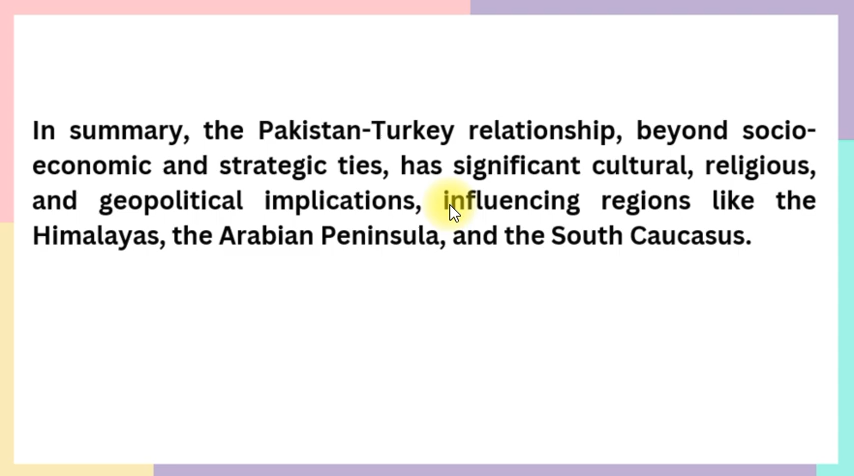 In summary, the Pakistan-Turkey relationship, beyond socio-
economic and strategic ties, has significant cultural, religious,
and geopolitical implications, influencing regions like the
Himalayas, the Arabian Peninsula, and the South Caucasus.